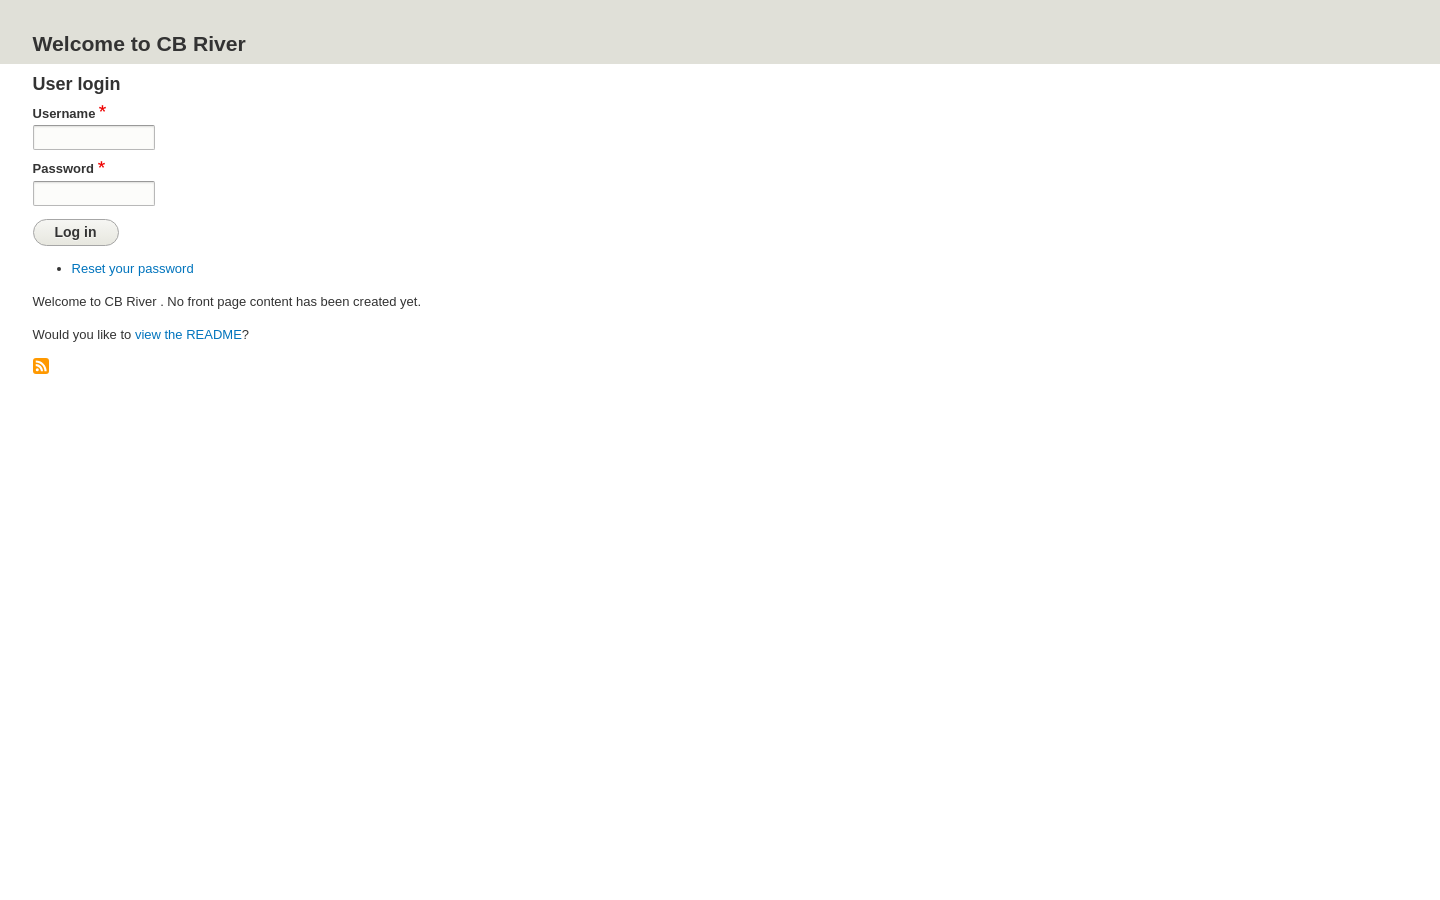 Welcome to CB River
User login
Username *
Password *
Log in
Reset your password
Welcome to CB River . No front page content has been created yet.
Would you like to view the README?